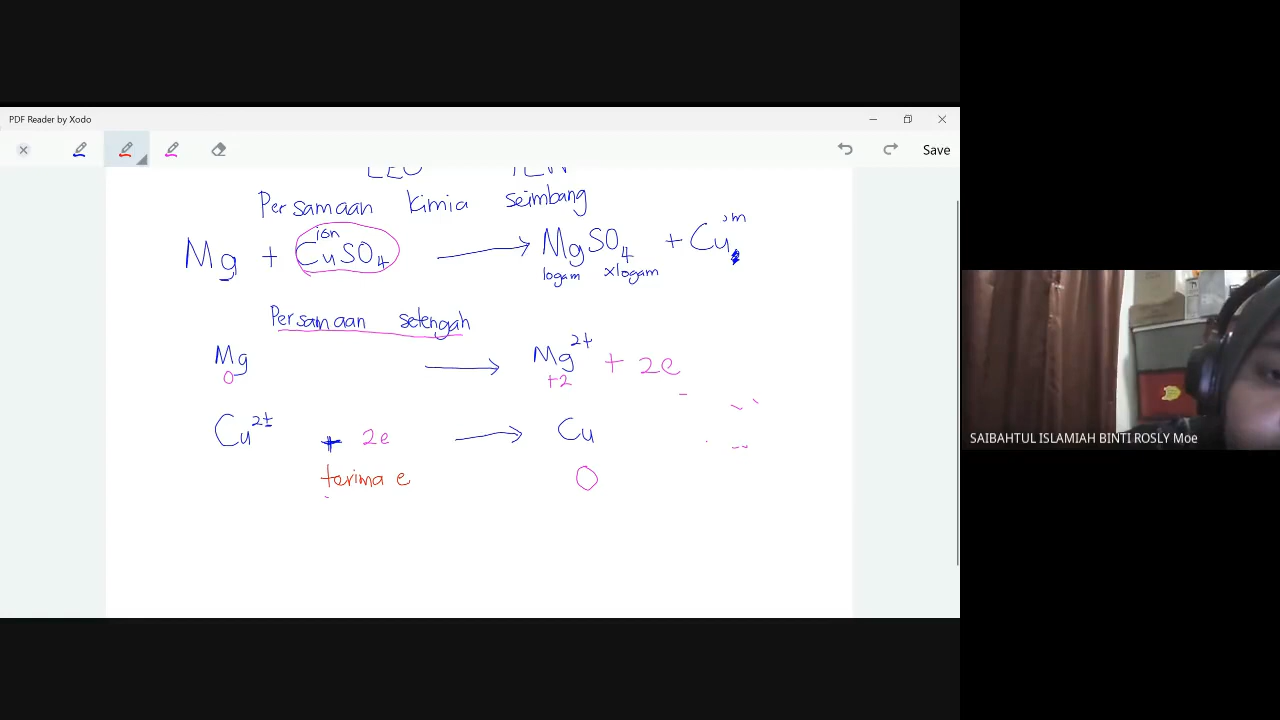 PDF Reader by Xodo
Save
Persamaan kimia seimbang
Mg + CuSO4 → MgSO4 + Cu
ion
logam xlogam
Persamaan setengah
Mg → Mg2+ + 2e
0 +2
Cu2+ + 2e → Cu
terima e 0
SAIBAHTUL ISLAMIAH BINTI ROSLY Moe